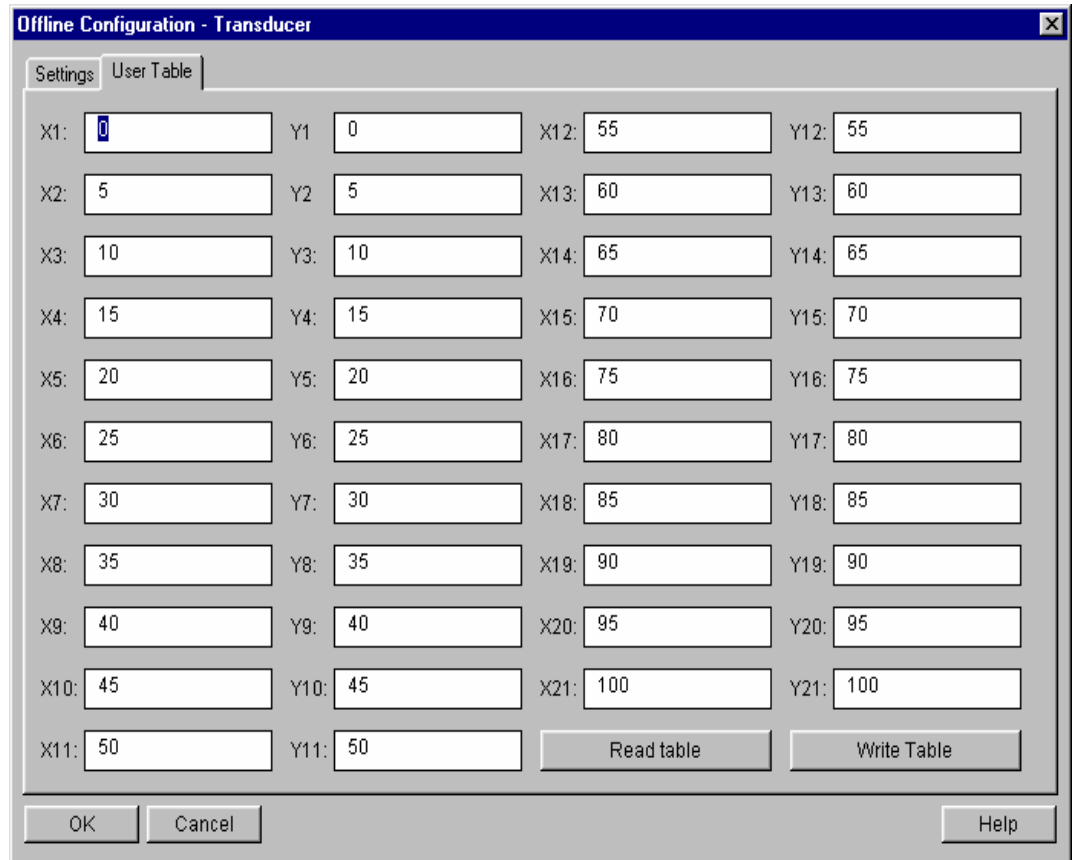 Offline Configuration - Transducer
Settings User Table
X1: 0 Y1 0 X12: 55 Y12: 55
X2: 5 Y2 5 X13: 60 Y13: 60
X3: 10 Y3: 10 X14: 65 Y14: 65
X4: 15 Y4: 15 X15: 70 Y15: 70
X5: 20 Y5: 20 X16: 75 Y16: 75
X6: 25 Y6: 25 X17: 80 Y17: 80
X7: 30 Y7: 30 X18: 85 Y18: 85
X8: 35 Y8: 35 X19: 90 Y19: 90
X9: 40 Y9: 40 X20: 95 Y20: 95
X10: 45 Y10: 45 X21: 100 Y21: 100
X11: 50 Y11: 50 Read table Write Table
OK Cancel Help